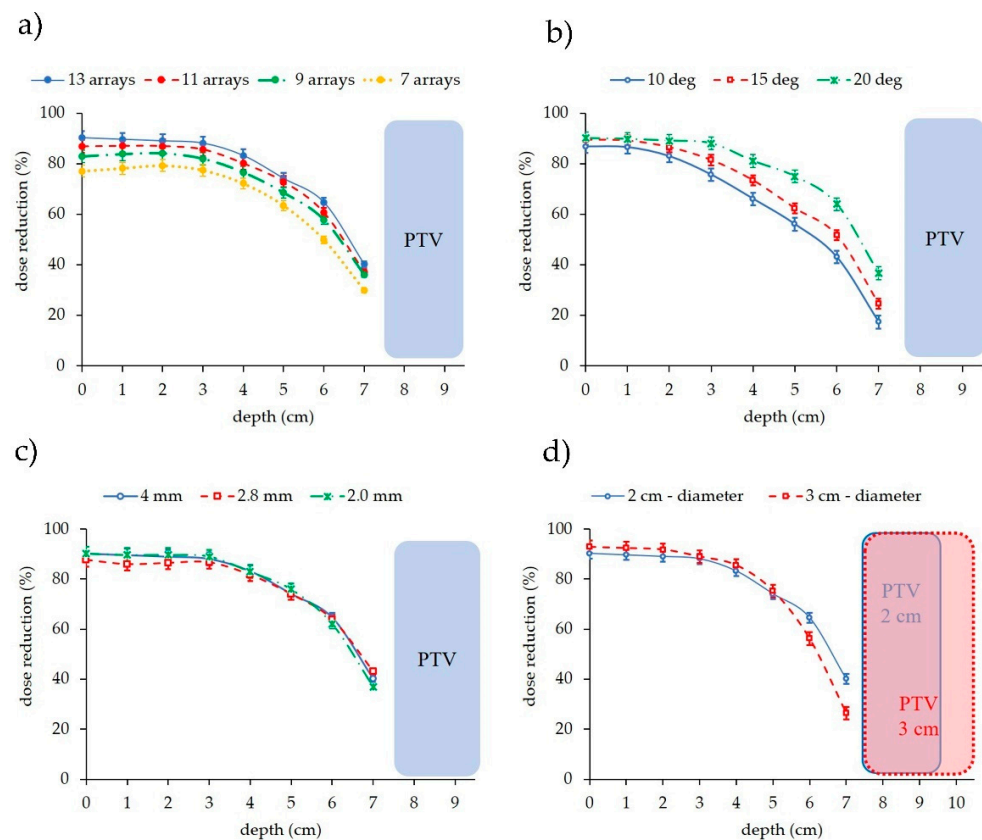 a)
13 arrays 11 arrays 9 arrays 7 arrays
dose reduction (%)
100
80
60
40
20
0
PTV
0 1 2 3 4 5 6 7 8 9
depth (cm)
b)
10 deg 15 deg 20 deg
dose reduction (%)
100
80
60
40
20
0
PTV
0 1 2 3 4 5 6 7 8 9
depth (cm)
c)
4 mm 2.8 mm 2.0 mm
dose reduction (%)
100
80
60
40
20
0
PTV
0 1 2 3 4 5 6 7 8 9
depth (cm)
d)
2 cm - diameter 3 cm - diameter
dose reduction (%)
100
80
60
40
20
0
PTV
2 cm
PTV
3 cm
0 1 2 3 4 5 6 7 8 9 10
depth (cm)